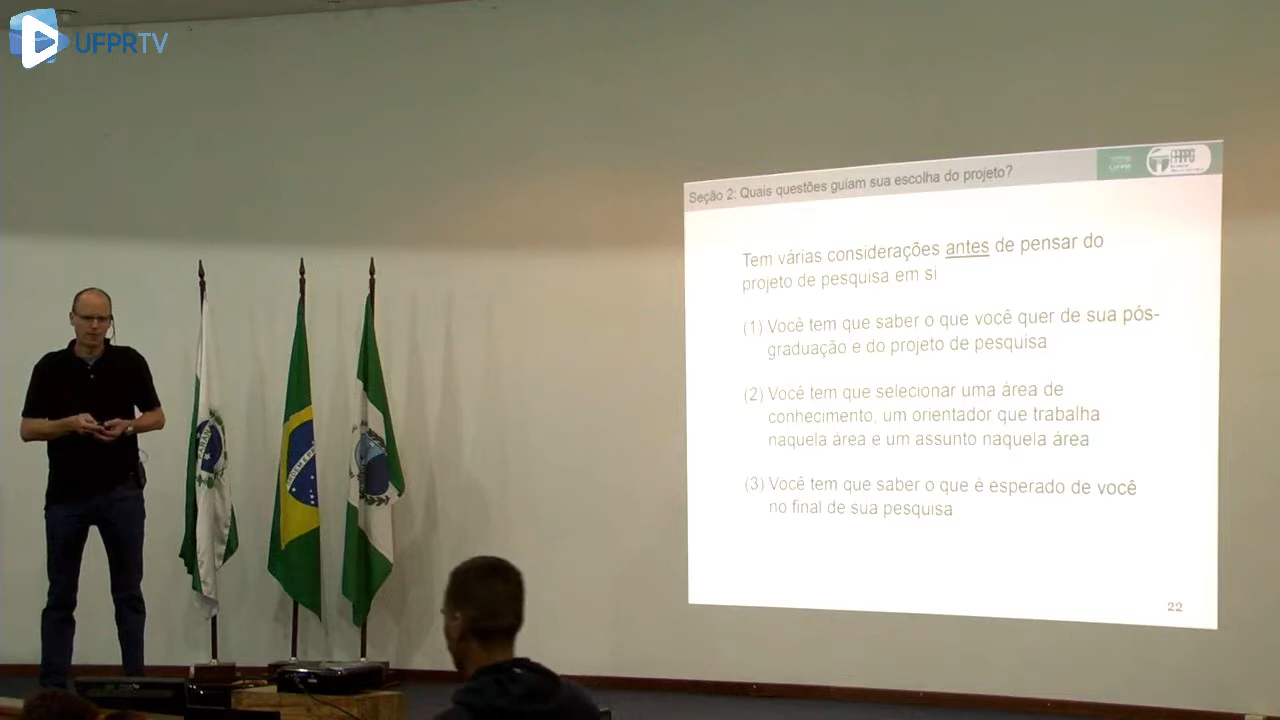 UFPRTV
Seção 2: Quais questões guiam sua escolha do projeto?
PRPPG
Tem várias considerações antes de pensar do
projeto de pesquisa em si
(1) Você tem que saber o que você quer de sua pós-
graduação e do projeto de pesquisa
(2) Você tem que selecionar uma área de
conhecimento, um orientador que trabalha
naquela área e um assunto naquela área
(3) Você tem que saber o que é esperado de você
no final de sua pesquisa
22